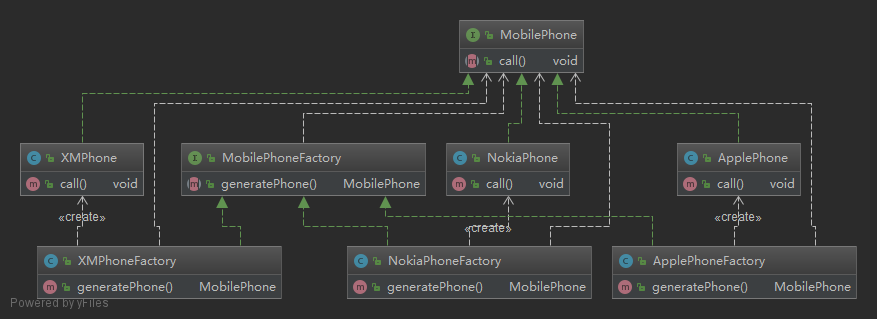 I MobilePhone
m call() void
C XMPhone
m call() void
I MobilePhoneFactory
m generatePhone() MobilePhone
C NokiaPhone
m call() void
C ApplePhone
m call() void
«create»
«create»
«create»
C XMPhoneFactory
m generatePhone() MobilePhone
C NokiaPhoneFactory
m generatePhone() MobilePhone
C ApplePhoneFactory
m generatePhone() MobilePhone
Powered by yFiles